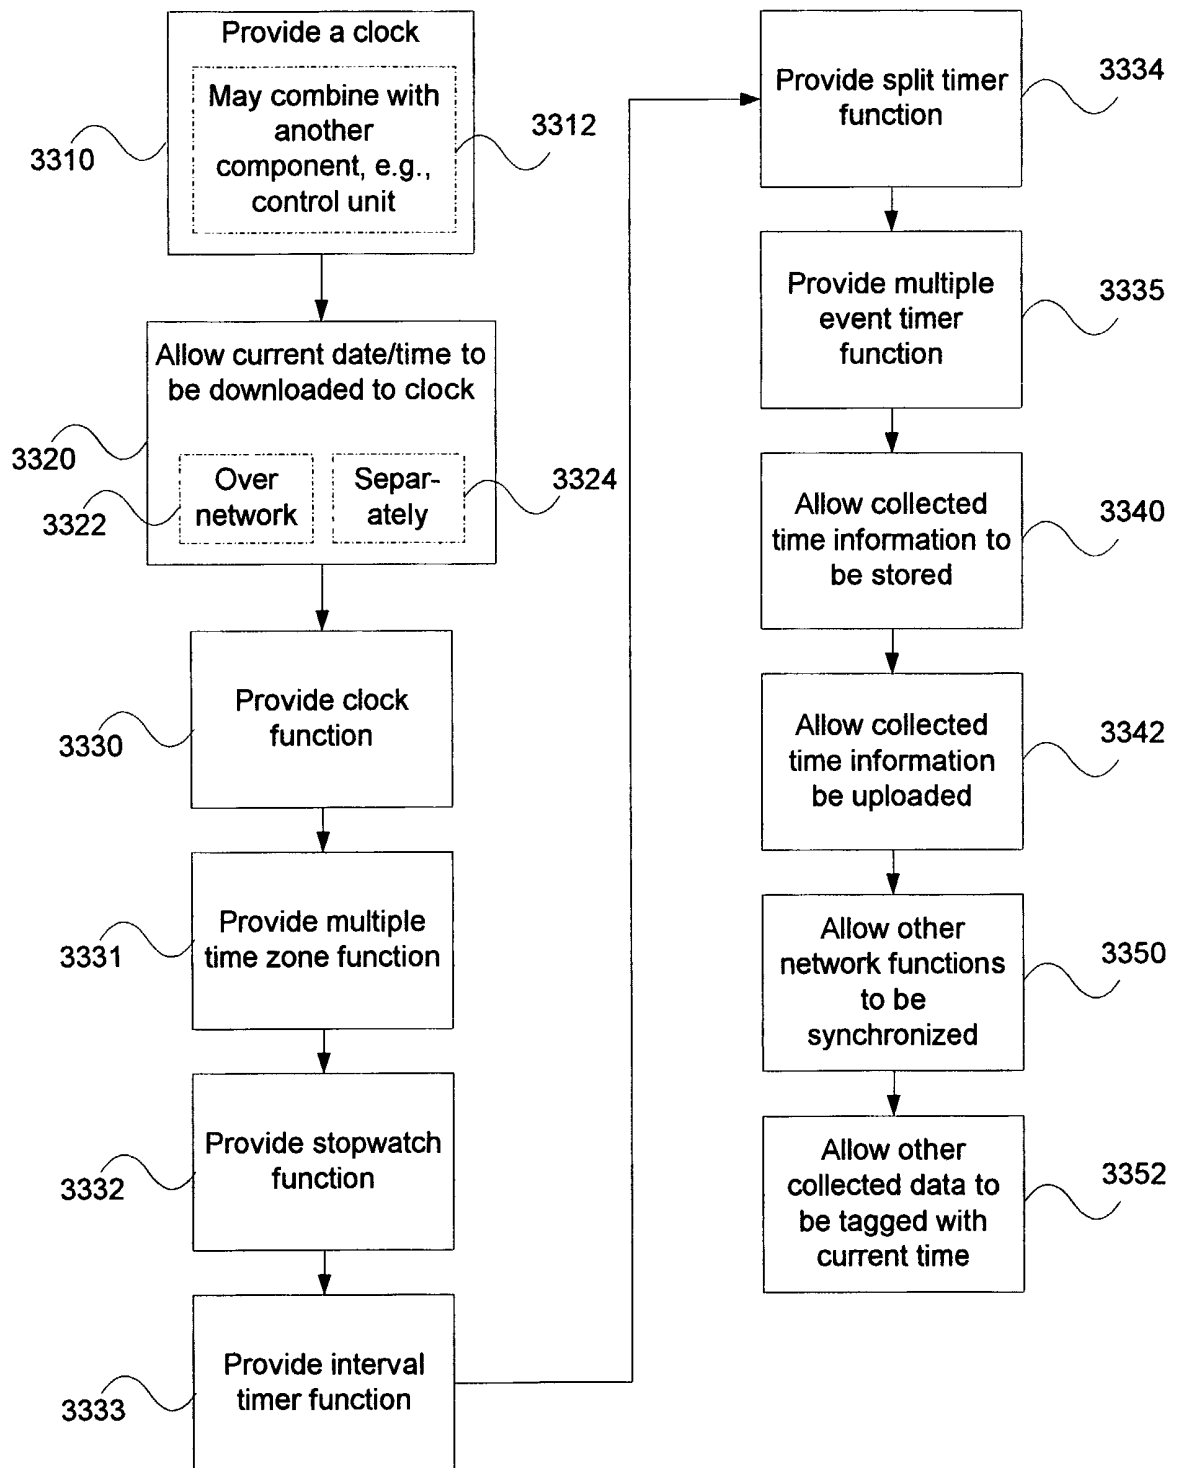 Provide a clock
May combine with
another
component, e.g.,
control unit
3310
3312
Allow current date/time to
be downloaded to clock
3320
Over
network
3322
Separ-
ately
3324
Provide clock
function
3330
Provide multiple
time zone function
3331
Provide stopwatch
function
3332
Provide interval
timer function
3333
Provide split timer
function
3334
Provide multiple
event timer
function
3335
Allow collected
time information to
be stored
3340
Allow collected
time information
be uploaded
3342
Allow other
network functions
to be
synchronized
3350
Allow other
collected data to
be tagged with
current time
3352